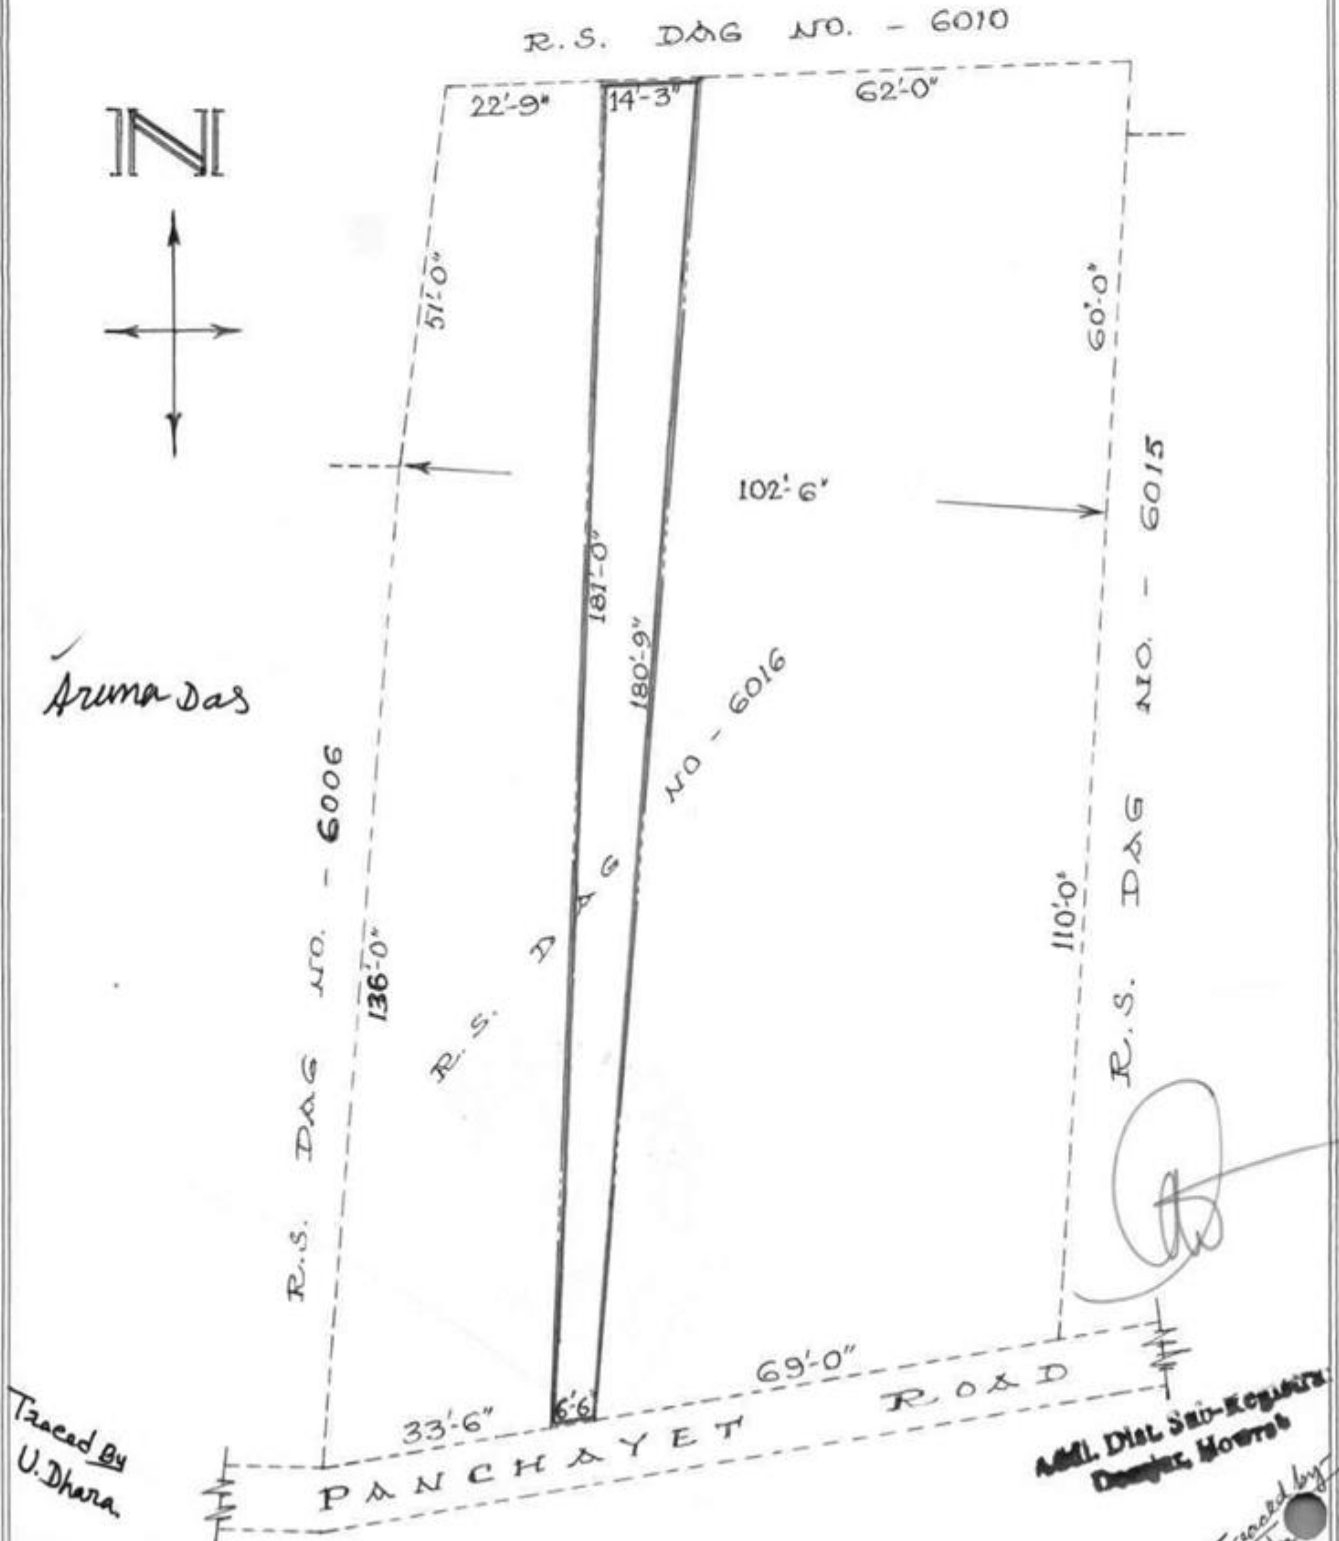 R.S. DAG NO. - 6010
22'-9"
14'-3"
62'-0"
N
51'-0"
60'-0"
102'-6"
R.S. DAG NO. - 6015
181'-0"
180'-9"
R.S. DAG NO - 6016
Aruna Das
R.S. DAG NO. - 6006
136'-0"
110'-0"
69'-0"
6'-6"
33'-6"
PANCHAYET ROAD
Traced By
U. Dhara.
Addl. Dist. Sub-Registrar
Domjur, Howrah
Traced by